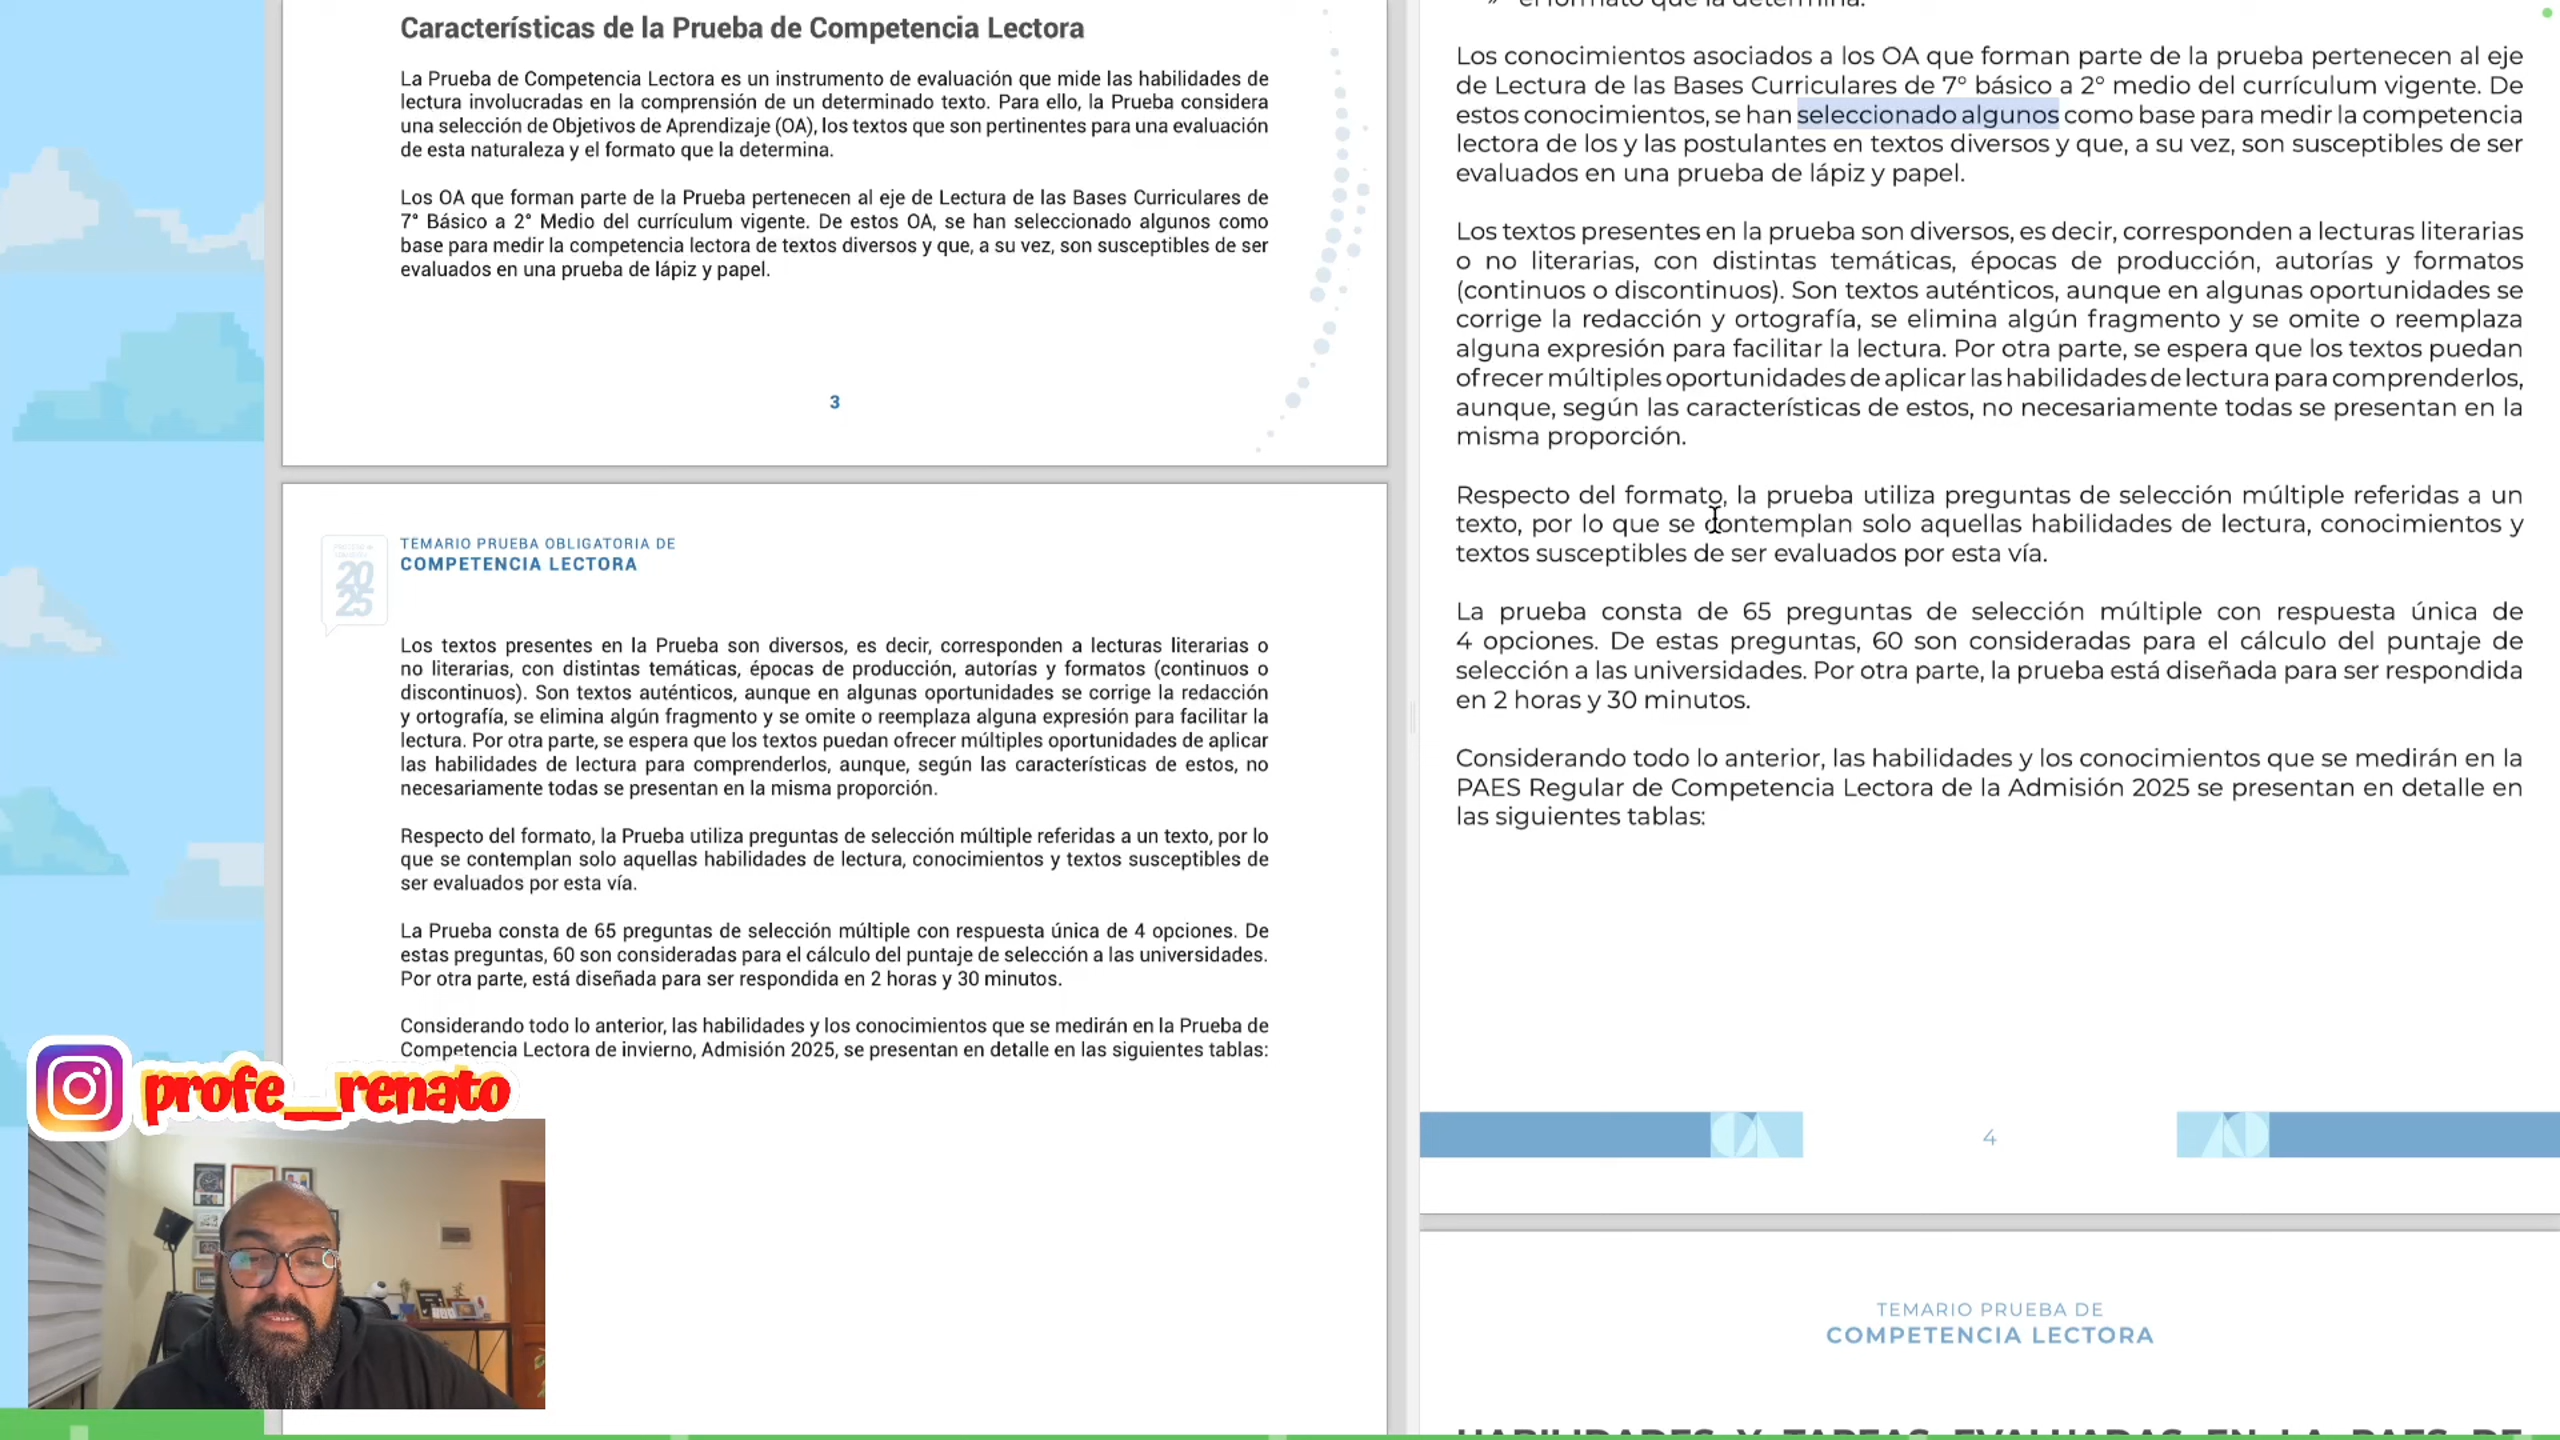 Características de la Prueba de Competencia Lectora
La Prueba de Competencia Lectora es un instrumento de evaluación que mide las habilidades de
lectura involucradas en la comprensión de un determinado texto. Para ello, la Prueba considera
una selección de Objetivos de Aprendizaje (OA), los textos que son pertinentes para una evaluación
de esta naturaleza y el formato que la determina.
Los OA que forman parte de la Prueba pertenecen al eje de Lectura de las Bases Curriculares de
7° Básico a 2° Medio del currículum vigente. De estos OA, se han seleccionado algunos como
base para medir la competencia lectora de textos diversos y que, a su vez, son susceptibles de ser
evaluados en una prueba de lápiz y papel.
3
2025
TEMARIO PRUEBA OBLIGATORIA DE
COMPETENCIA LECTORA
Los textos presentes en la Prueba son diversos, es decir, corresponden a lecturas literarias o
no literarias, con distintas temáticas, épocas de producción, autorías y formatos (continuos o
discontinuos). Son textos auténticos, aunque en algunas oportunidades se corrige la redacción
y ortografía, se elimina algún fragmento y se omite o reemplaza alguna expresión para facilitar la
lectura. Por otra parte, se espera que los textos puedan ofrecer múltiples oportunidades de aplicar
las habilidades de lectura para comprenderlos, aunque, según las características de estos, no
necesariamente todas se presentan en la misma proporción.
Respecto del formato, la Prueba utiliza preguntas de selección múltiple referidas a un texto, por lo
que se contemplan solo aquellas habilidades de lectura, conocimientos y textos susceptibles de
ser evaluados por esta vía.
La Prueba consta de 65 preguntas de selección múltiple con respuesta única de 4 opciones. De
estas preguntas, 60 son consideradas para el cálculo del puntaje de selección a las universidades.
Por otra parte, está diseñada para ser respondida en 2 horas y 30 minutos.
Considerando todo lo anterior, las habilidades y los conocimientos que se medirán en la Prueba de
Competencia Lectora de invierno, Admisión 2025, se presentan en detalle en las siguientes tablas:
profe__renato
» el formato que la determina.
Los conocimientos asociados a los OA que forman parte de la prueba pertenecen al eje
de Lectura de las Bases Curriculares de 7° básico a 2° medio del currículum vigente. De
estos conocimientos, se han seleccionado algunos como base para medir la competencia
lectora de los y las postulantes en textos diversos y que, a su vez, son susceptibles de ser
evaluados en una prueba de lápiz y papel.
Los textos presentes en la prueba son diversos, es decir, corresponden a lecturas literarias
o no literarias, con distintas temáticas, épocas de producción, autorías y formatos
(continuos o discontinuos). Son textos auténticos, aunque en algunas oportunidades se
corrige la redacción y ortografía, se elimina algún fragmento y se omite o reemplaza
alguna expresión para facilitar la lectura. Por otra parte, se espera que los textos puedan
ofrecer múltiples oportunidades de aplicar las habilidades de lectura para comprenderlos,
aunque, según las características de estos, no necesariamente todas se presentan en la
misma proporción.
Respecto del formato, la prueba utiliza preguntas de selección múltiple referidas a un
texto, por lo que se contemplan solo aquellas habilidades de lectura, conocimientos y
textos susceptibles de ser evaluados por esta vía.
La prueba consta de 65 preguntas de selección múltiple con respuesta única de
4 opciones. De estas preguntas, 60 son consideradas para el cálculo del puntaje de
selección a las universidades. Por otra parte, la prueba está diseñada para ser respondida
en 2 horas y 30 minutos.
Considerando todo lo anterior, las habilidades y los conocimientos que se medirán en la
PAES Regular de Competencia Lectora de la Admisión 2025 se presentan en detalle en
las siguientes tablas:
4
TEMARIO PRUEBA DE
COMPETENCIA LECTORA
HABILIDADES Y TAREAS EVALUADAS EN LA PAES DE